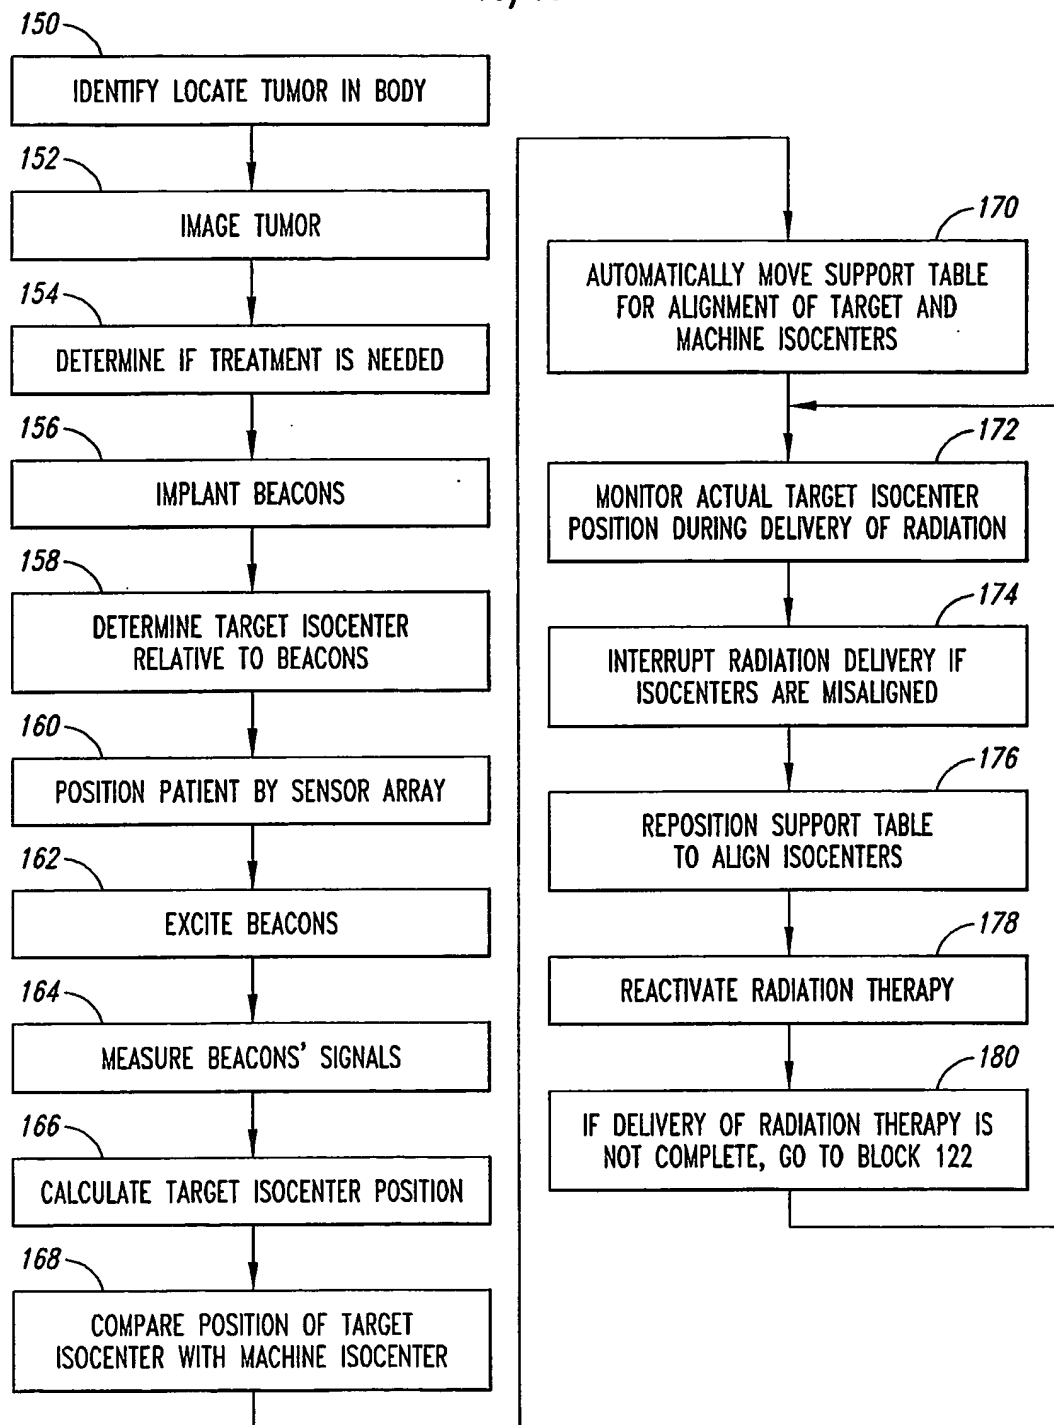 150
IDENTIFY LOCATE TUMOR IN BODY
152
IMAGE TUMOR
154
DETERMINE IF TREATMENT IS NEEDED
156
IMPLANT BEACONS
158
DETERMINE TARGET ISOCENTER
RELATIVE TO BEACONS
160
POSITION PATIENT BY SENSOR ARRAY
162
EXCITE BEACONS
164
MEASURE BEACONS' SIGNALS
166
CALCULATE TARGET ISOCENTER POSITION
168
COMPARE POSITION OF TARGET
ISOCENTER WITH MACHINE ISOCENTER
170
AUTOMATICALLY MOVE SUPPORT TABLE
FOR ALIGNMENT OF TARGET AND
MACHINE ISOCENTERS
172
MONITOR ACTUAL TARGET ISOCENTER
POSITION DURING DELIVERY OF RADIATION
174
INTERRUPT RADIATION DELIVERY IF
ISOCENTERS ARE MISALIGNED
176
REPOSITION SUPPORT TABLE
TO ALIGN ISOCENTERS
178
REACTIVATE RADIATION THERAPY
180
IF DELIVERY OF RADIATION THERAPY IS
NOT COMPLETE, GO TO BLOCK 122